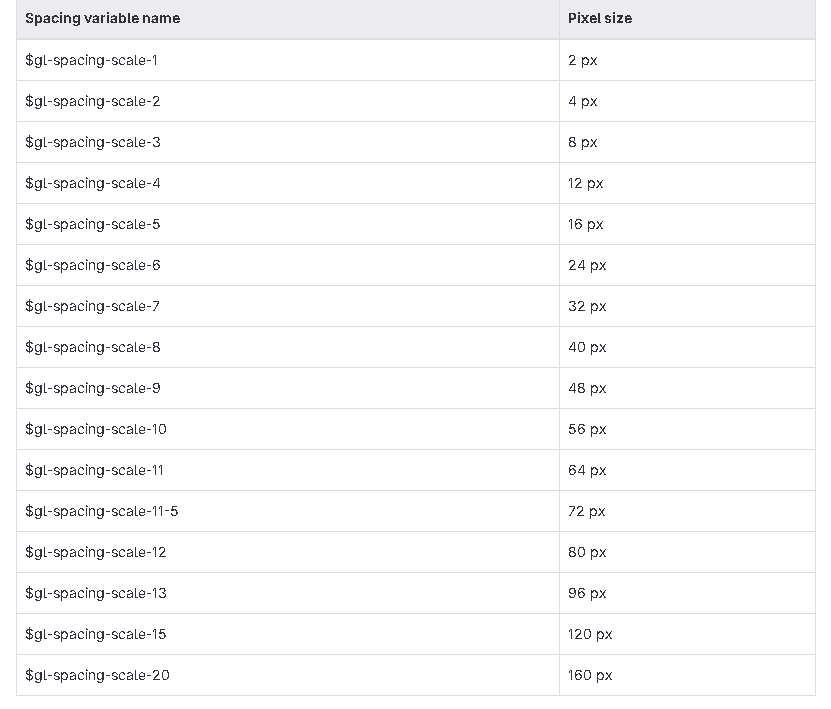 Spacing variable name Pixel size
$gl-spacing-scale-1 2 px
$gl-spacing-scale-2 4 px
$gl-spacing-scale-3 8 px
$gl-spacing-scale-4 12 px
$gl-spacing-scale-5 16 px
$gl-spacing-scale-6 24 px
$gl-spacing-scale-7 32 px
$gl-spacing-scale-8 40 px
$gl-spacing-scale-9 48 px
$gl-spacing-scale-10 56 px
$gl-spacing-scale-11 64 px
$gl-spacing-scale-11-5 72 px
$gl-spacing-scale-12 80 px
$gl-spacing-scale-13 96 px
$gl-spacing-scale-15 120 px
$gl-spacing-scale-20 160 px